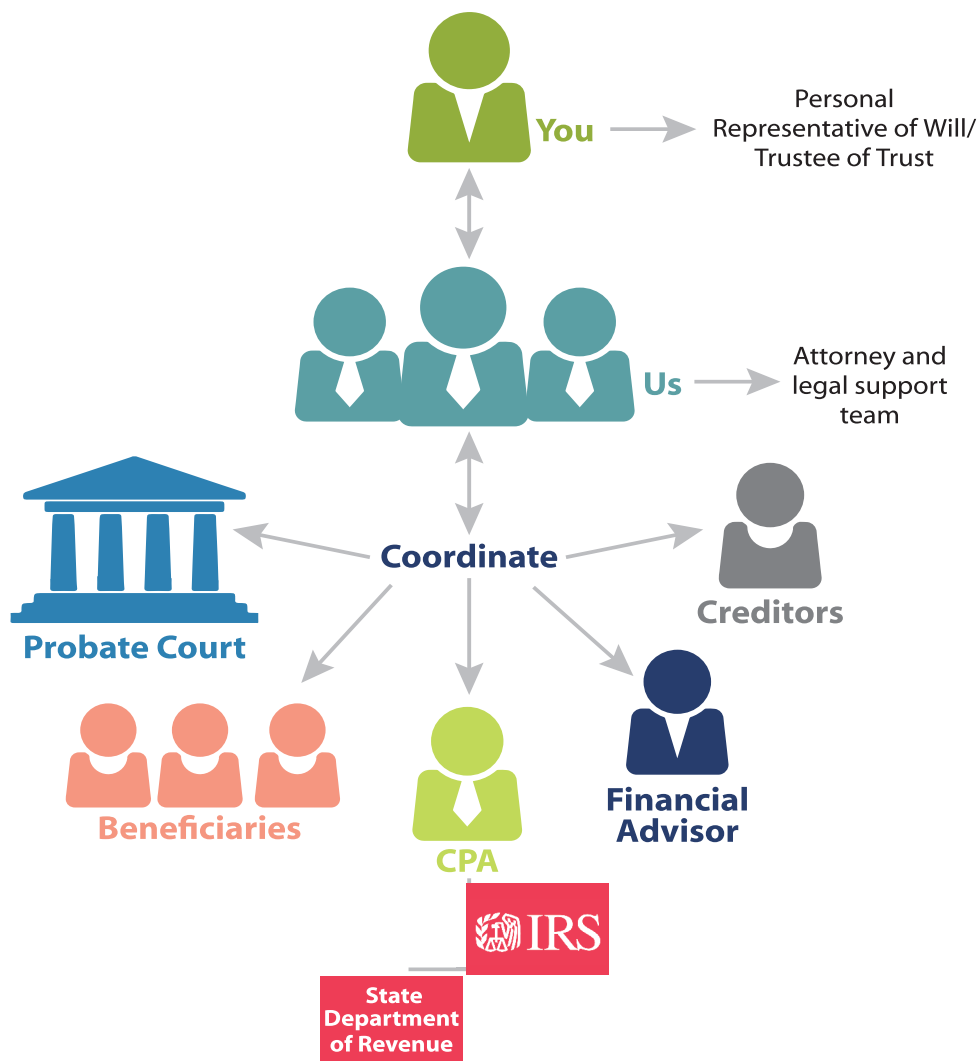 You
Personal
Representative of Will/
Trustee of Trust
Us
Attorney and
legal support
team
Coordinate
Probate Court
Creditors
Beneficiaries
CPA
Financial
Advisor
IRS
State
Department
of Revenue